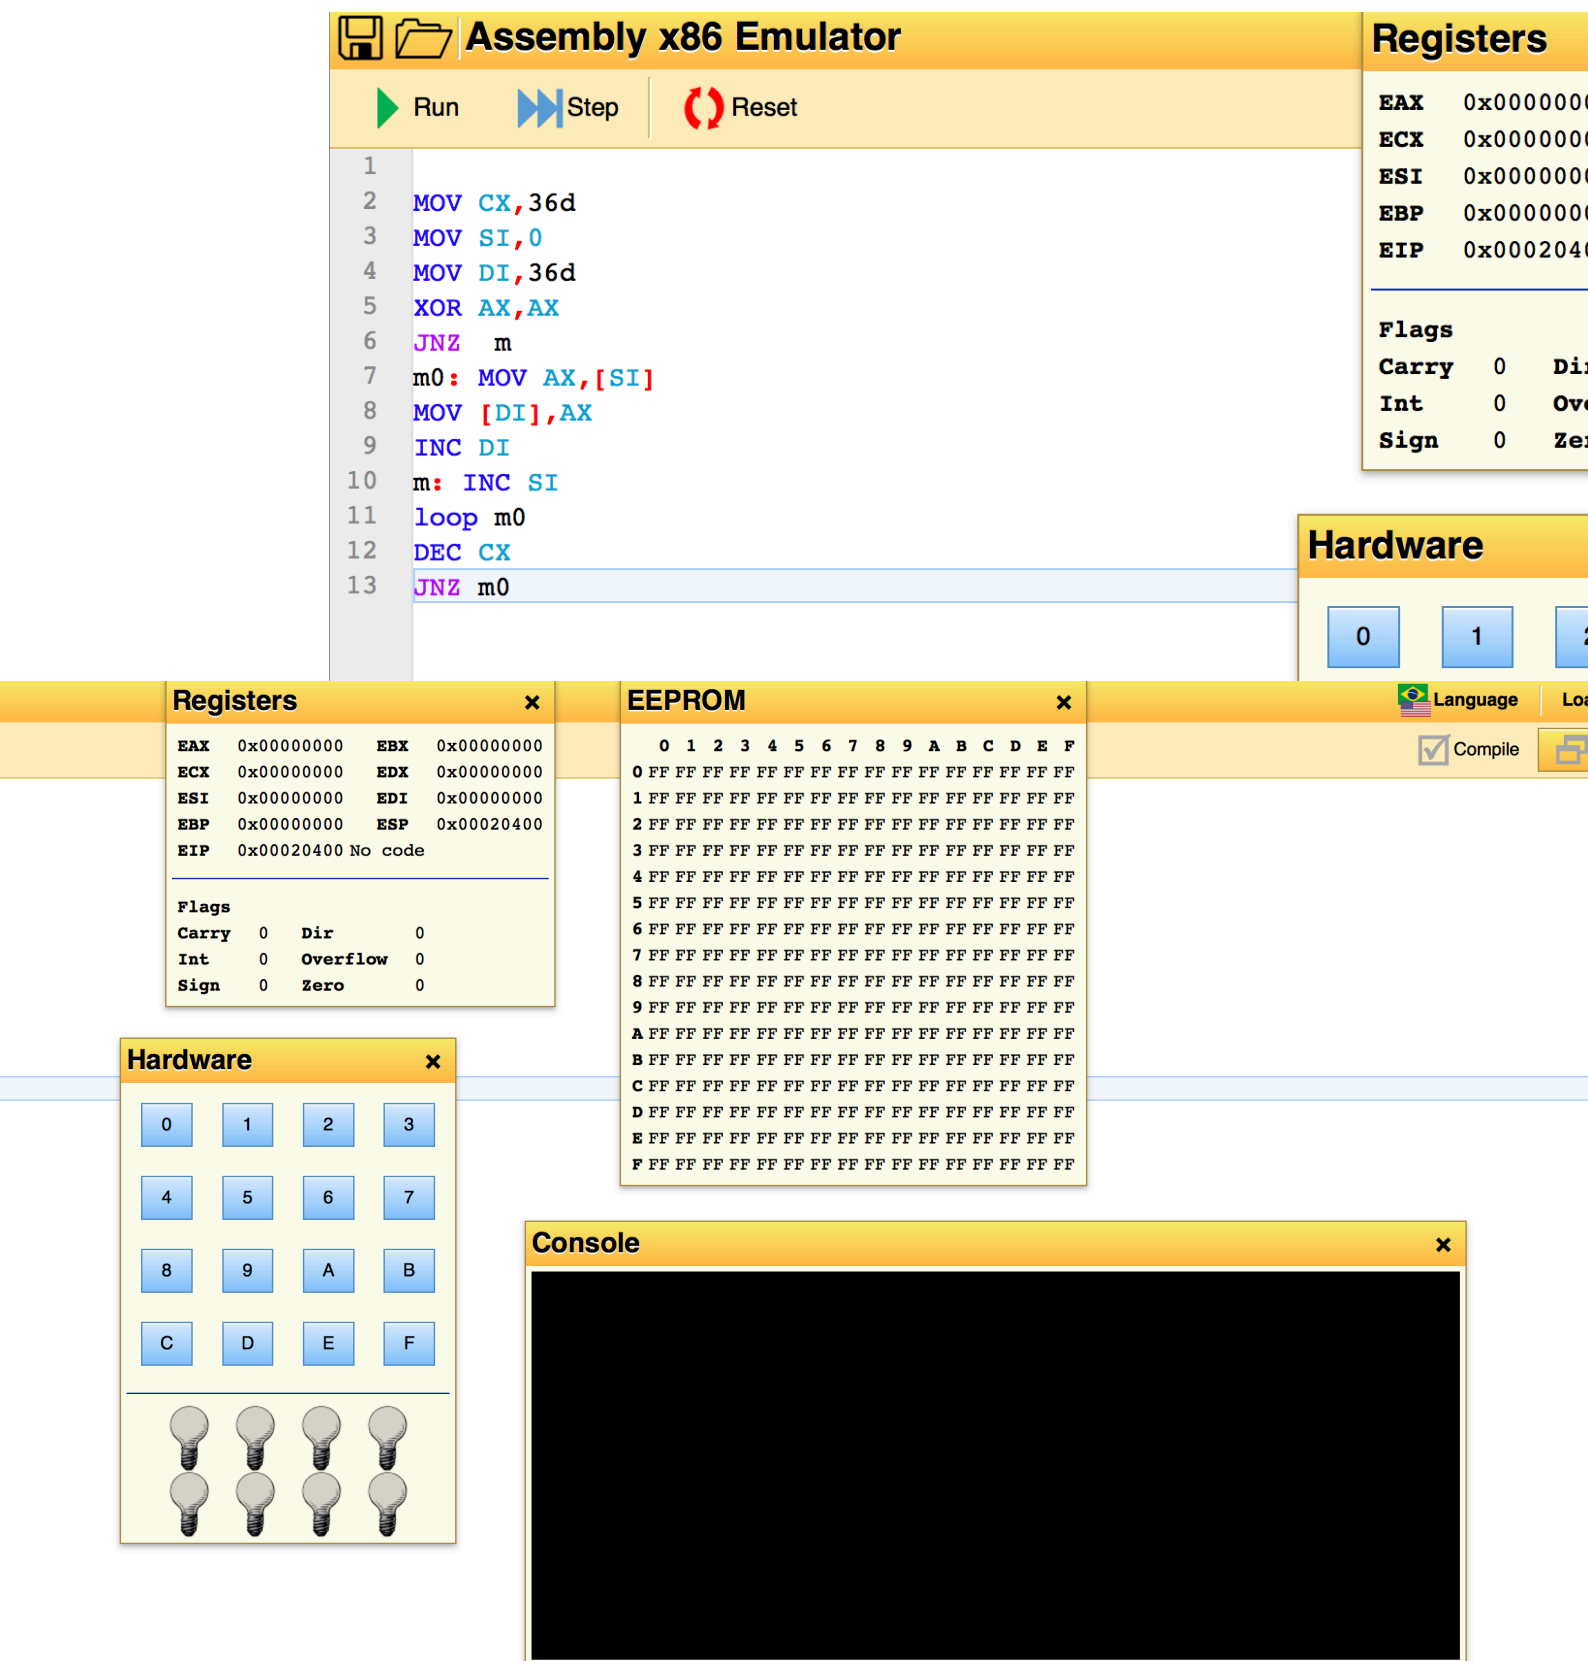 Assembly x86 Emulator
Run Step Reset
1
2 MOV CX,36d
3 MOV SI,0
4 MOV DI,36d
5 XOR AX,AX
6 JNZ  m
7 m0: MOV AX,[SI]
8 MOV [DI],AX
9 INC DI
10 m: INC SI
11 loop m0
12 DEC CX
13 JNZ m0
Registers
EAX 0x0000000
ECX 0x0000000
ESI 0x0000000
EBP 0x0000000
EIP 0x0002040
Flags
Carry 0 Dir
Int 0 Ove
Sign 0 Zer
Hardware
0 1 2
Registers ×
EAX 0x00000000 EBX 0x00000000
ECX 0x00000000 EDX 0x00000000
ESI 0x00000000 EDI 0x00000000
EBP 0x00000000 ESP 0x00020400
EIP 0x00020400 No code
Flags
Carry 0 Dir 0
Int 0 Overflow 0
Sign 0 Zero 0
EEPROM ×
0 1 2 3 4 5 6 7 8 9 A B C D E F
0 FF FF FF FF FF FF FF FF FF FF FF FF FF FF FF FF
1 FF FF FF FF FF FF FF FF FF FF FF FF FF FF FF FF
2 FF FF FF FF FF FF FF FF FF FF FF FF FF FF FF FF
3 FF FF FF FF FF FF FF FF FF FF FF FF FF FF FF FF
4 FF FF FF FF FF FF FF FF FF FF FF FF FF FF FF FF
5 FF FF FF FF FF FF FF FF FF FF FF FF FF FF FF FF
6 FF FF FF FF FF FF FF FF FF FF FF FF FF FF FF FF
7 FF FF FF FF FF FF FF FF FF FF FF FF FF FF FF FF
8 FF FF FF FF FF FF FF FF FF FF FF FF FF FF FF FF
9 FF FF FF FF FF FF FF FF FF FF FF FF FF FF FF FF
A FF FF FF FF FF FF FF FF FF FF FF FF FF FF FF FF
B FF FF FF FF FF FF FF FF FF FF FF FF FF FF FF FF
C FF FF FF FF FF FF FF FF FF FF FF FF FF FF FF FF
D FF FF FF FF FF FF FF FF FF FF FF FF FF FF FF FF
E FF FF FF FF FF FF FF FF FF FF FF FF FF FF FF FF
F FF FF FF FF FF FF FF FF FF FF FF FF FF FF FF FF
Language Loa
Compile
Hardware ×
0 1 2 3
4 5 6 7
8 9 A B
C D E F
Console ×